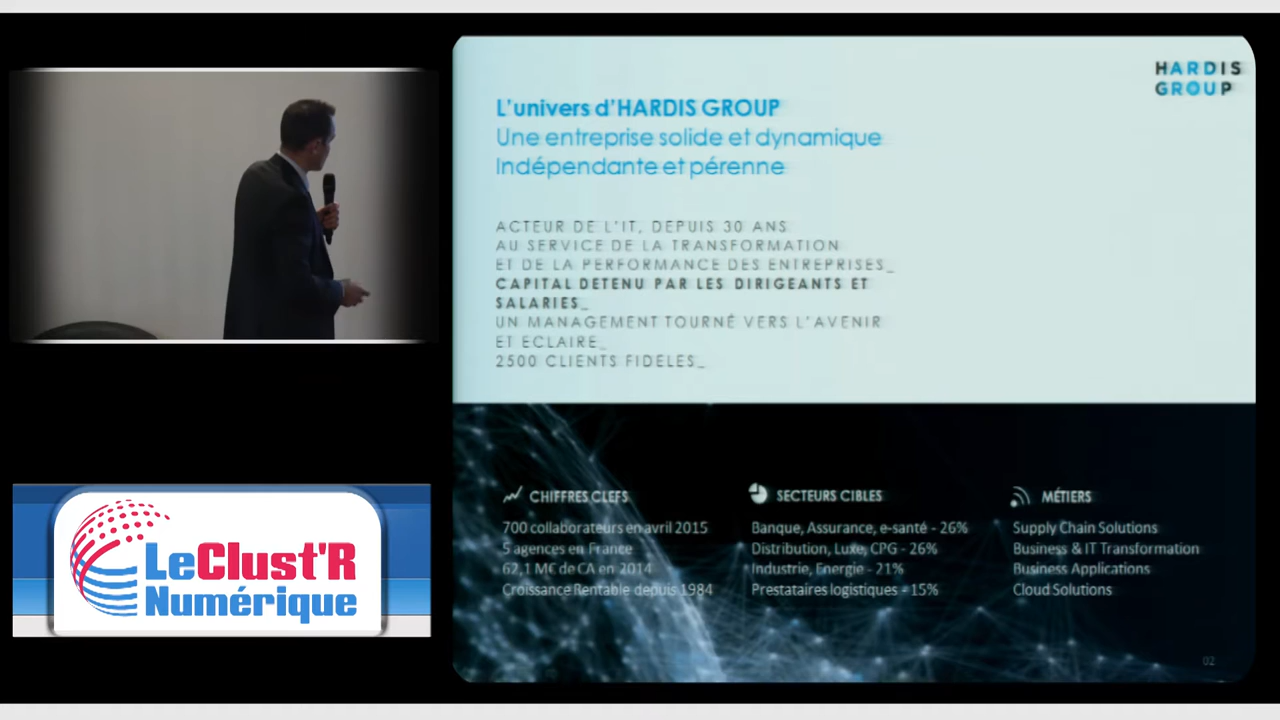 HARDIS
GROUP
L'univers d'HARDIS GROUP
Une entreprise solide et dynamique
Indépendante et pérenne
ACTEUR DE L'IT, DEPUIS 30 ANS
AU SERVICE DE LA TRANSFORMATION
ET DE LA PERFORMANCE DES ENTREPRISES_
CAPITAL DETENU PAR LES DIRIGEANTS ET
SALARIES_
UN MANAGEMENT TOURNÉ VERS L'AVENIR
ET ECLAIRE_
2500 CLIENTS FIDELES_
CHIFFRES CLEFS
700 collaborateurs en avril 2015
5 agences en France
62,1 M€ de CA en 2014
Croissance Rentable depuis 1984
SECTEURS CIBLES
Banque, Assurance, e-santé - 26%
Distribution, Luxe, CPG - 26%
Industrie, Energie - 21%
Prestataires logistiques - 15%
MÉTIERS
Supply Chain Solutions
Business & IT Transformation
Business Applications
Cloud Solutions
02
LeClust'R
Numérique